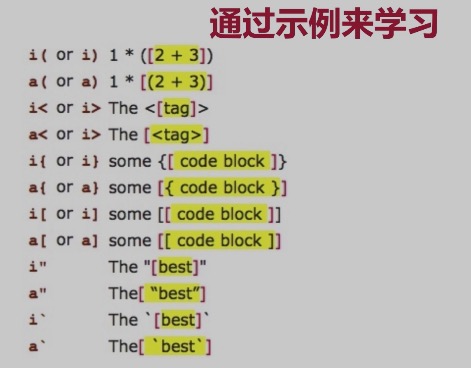 通过示例来学习
i( or i) 1 * ([2 + 3])
a( or a) 1 * [(2 + 3)]
i< or i> The <[tag]>
a< or i> The [<tag>]
i{ or i} some {[ code block ]}
a{ or a} some [{ code block }]
i[ or i] some [[ code block ]]
a[ or a] some [[ code block ]]
i" The "[best]"
a" The[ “best”]
i` The `[best]`
a` The[ `best`]